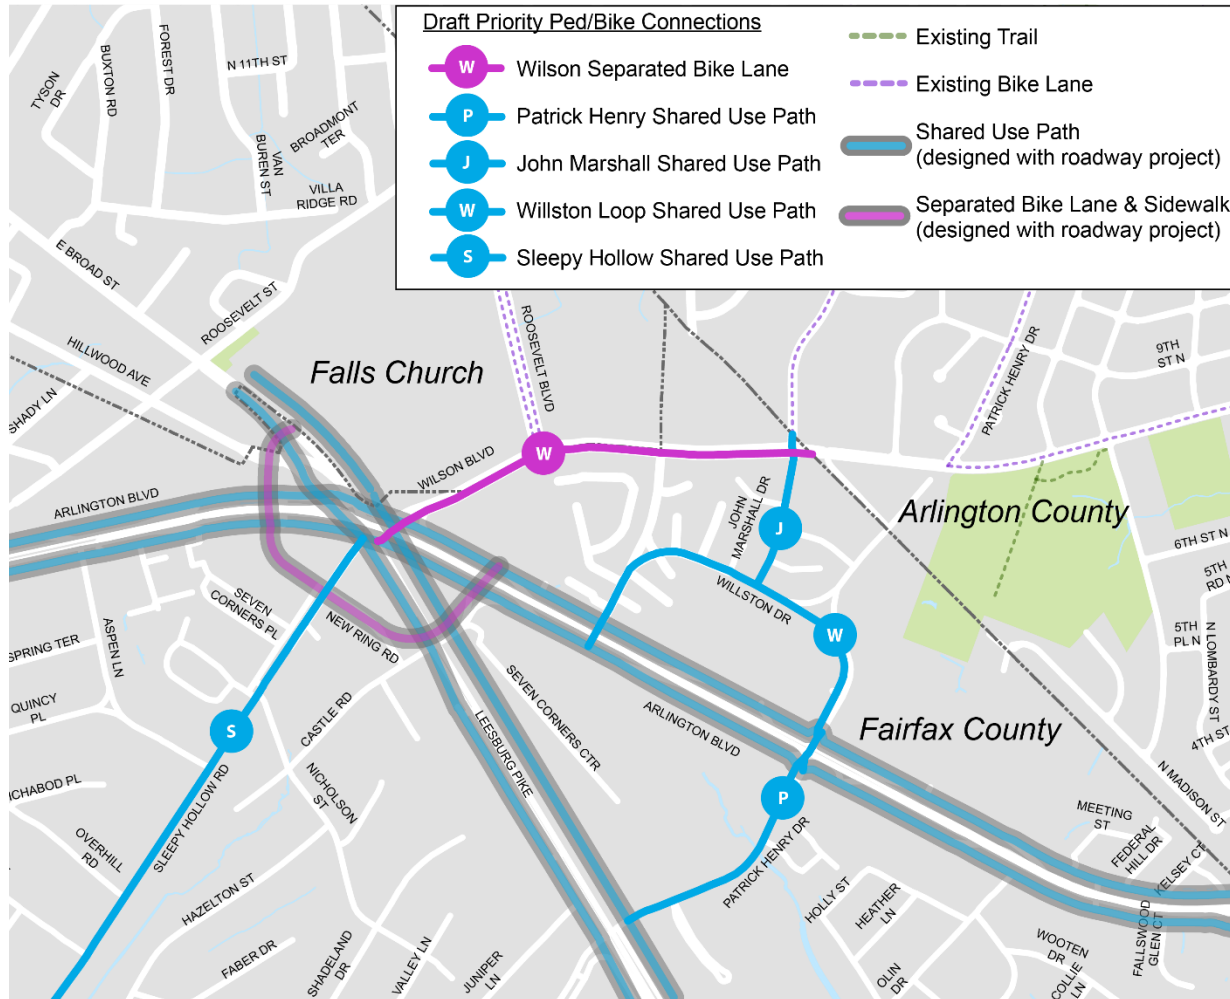 Draft Priority Ped/Bike Connections
W Wilson Separated Bike Lane
P Patrick Henry Shared Use Path
J John Marshall Shared Use Path
W Willston Loop Shared Use Path
S Sleepy Hollow Shared Use Path
Existing Trail
Existing Bike Lane
Shared Use Path
(designed with roadway project)
Separated Bike Lane & Sidewalk
(designed with roadway project)
TYSON
DR
BUXTON RD
FOREST DR
N 11TH ST
BROADMONT
TER
VAN
BUREN ST
VILLA
RIDGE RD
E BROAD ST
ROOSEVELT ST
HILLWOOD AVE
SHADY LN
Falls Church
ROOSEVELT BLVD
PATRICK HENRY DR
9TH
ST N
W
WILSON BLVD
ARLINGTON BLVD
JOHN
MARSHALL DR
J
Arlington County
6TH ST N
5TH
RD N
5TH
PL N
N LOMBARDY ST
4TH ST
WILLSTON DR
W
SEVEN
CORNERS PL
NEW RING RD
SPRING TER
ASPEN LN
QUINCY
PL
CASTLE RD
SEVEN CORNERS CTR
LEESBURG PIKE
ARLINGTON BLVD
Fairfax County
N MADISON ST
S
SLEEPY HOLLOW RD
NICHOLSON
ST
ICHABOD PL
OVERHILL
RD
P
PATRICK HENRY DR
MEETING
ST
FEDERAL
HILL DR
KELSEY CT
HAZELTON ST
HOLLY ST
HEATHER
LN
FALLSWOOD
GLEN CT
FABER DR
SHADELAND
DR
VALLEY LN
JUNIPER
LN
OLIN
DR
WOOTEN
DR
COLLIE
LN